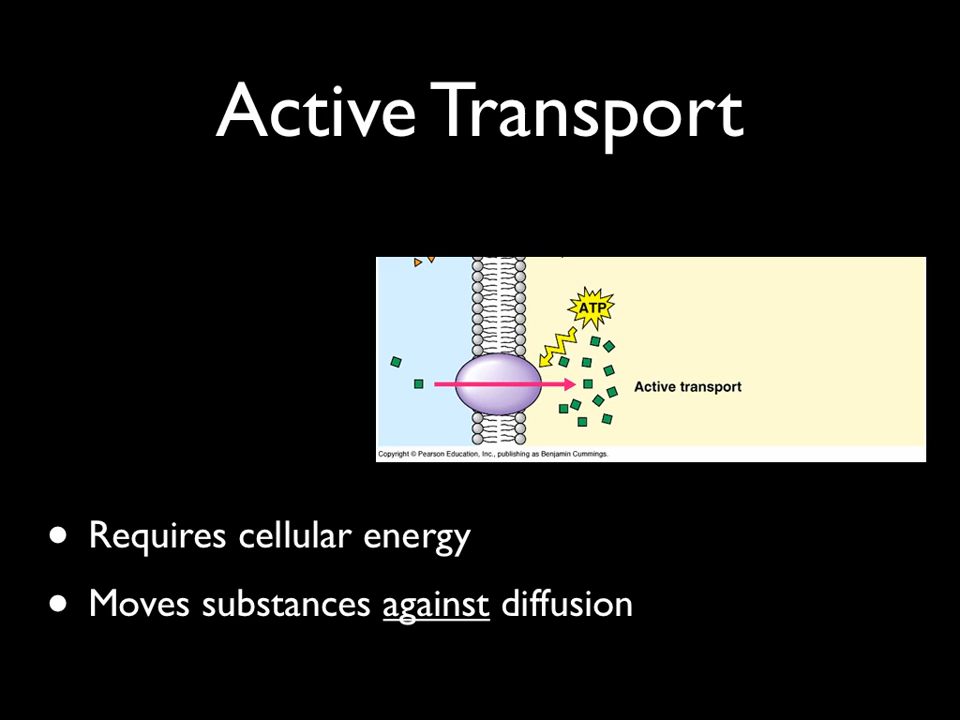 Active Transport
ATP
Active transport
Copyright © Pearson Education, Inc., publishing as Benjamin Cummings.
• Requires cellular energy
• Moves substances against diffusion